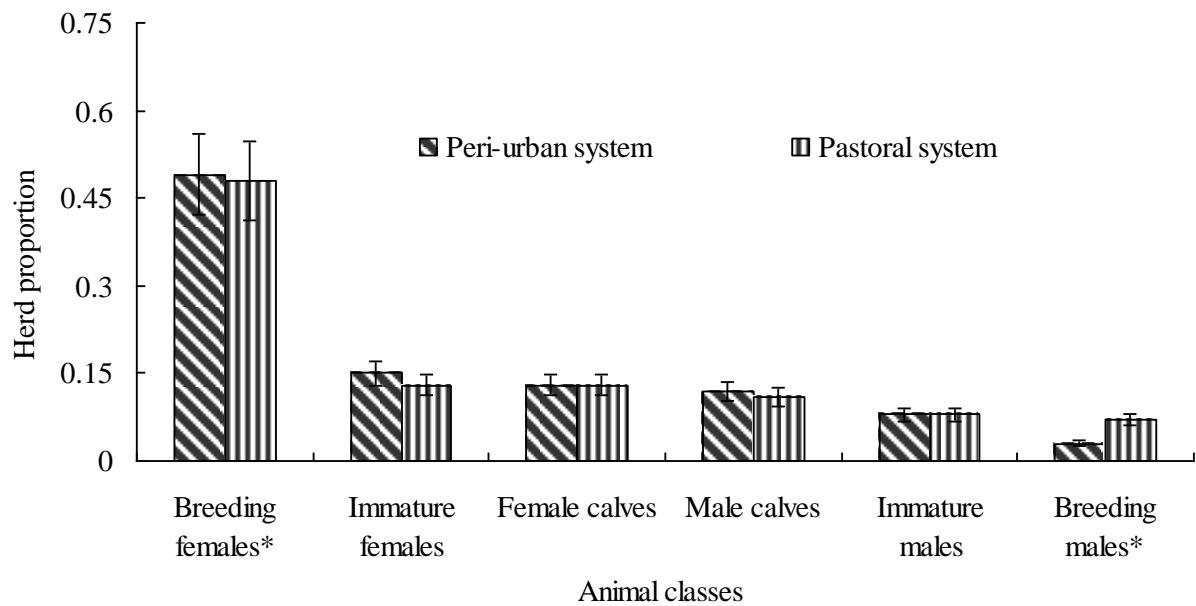 0.75
0.6
0.45
0.3
0.15
0
Herd proportion
Peri-urban system
Pastoral system
Breeding females*
Immature females
Female calves
Male calves
Immature males
Breeding males*
Animal classes